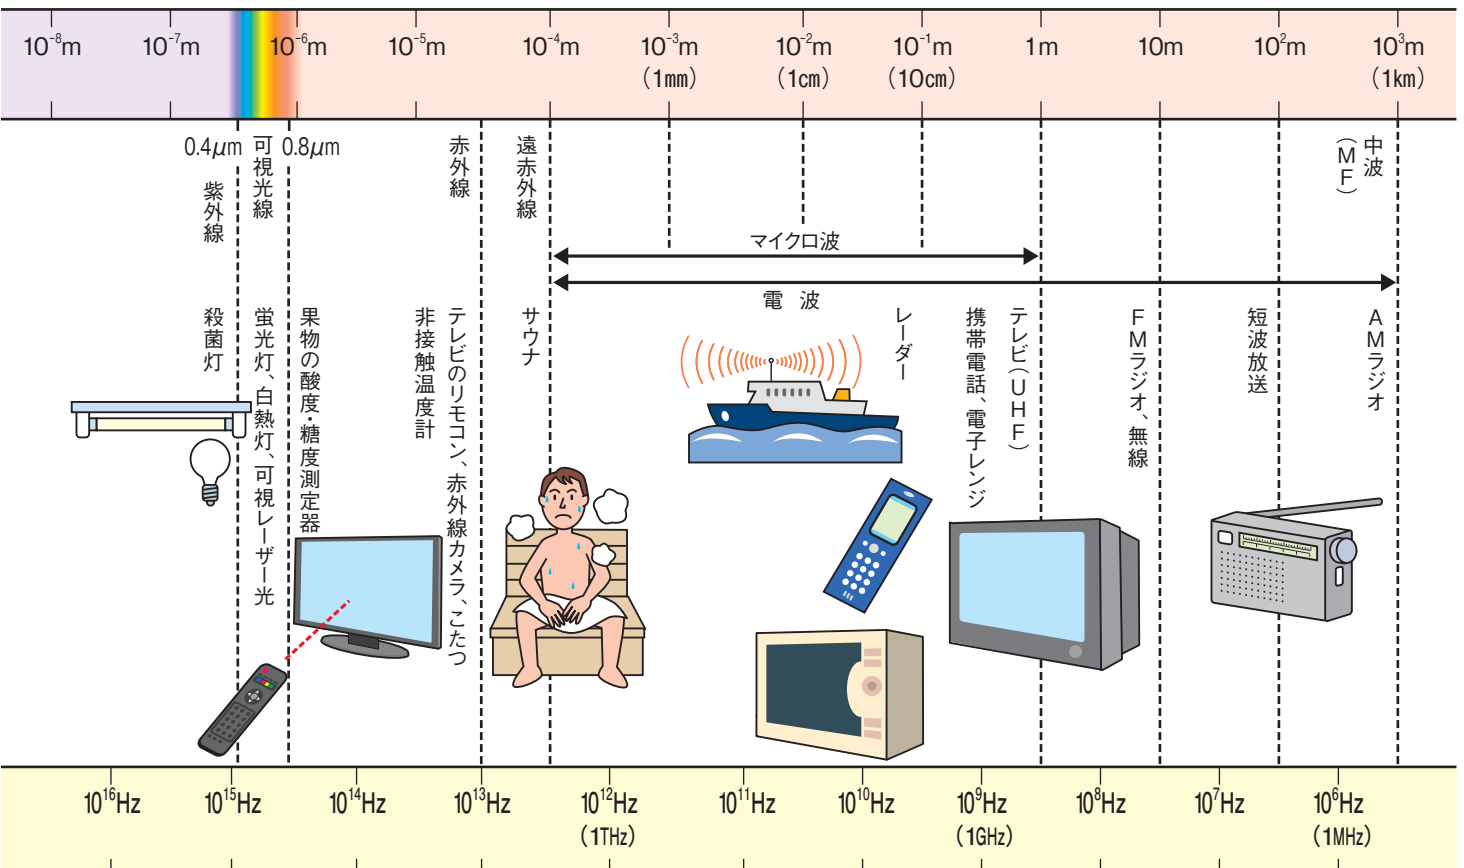 10⁻⁸m
10⁻⁷m
10⁻⁶m
10⁻⁵m
10⁻⁴m
10⁻³m
(1mm)
10⁻²m
(1cm)
10⁻¹m
(10cm)
1m
10m
10²m
10³m
(1km)
0.4μm
可視光線
0.8μm
紫外線
赤外線
遠赤外線
中波
(MF)
マイクロ波
電波
殺菌灯
蛍光灯、白熱灯、可視レーザー光
果物の酸度・糖度測定器
テレビのリモコン、赤外線カメラ、こたつ
非接触温度計
サウナ
レーダー
携帯電話、電子レンジ
テレビ(UHF)
FMラジオ、無線
短波放送
AMラジオ
10¹⁶Hz
10¹⁵Hz
10¹⁴Hz
10¹³Hz
10¹²Hz
(1THz)
10¹¹Hz
10¹⁰Hz
10⁹Hz
(1GHz)
10⁸Hz
10⁷Hz
10⁶Hz
(1MHz)